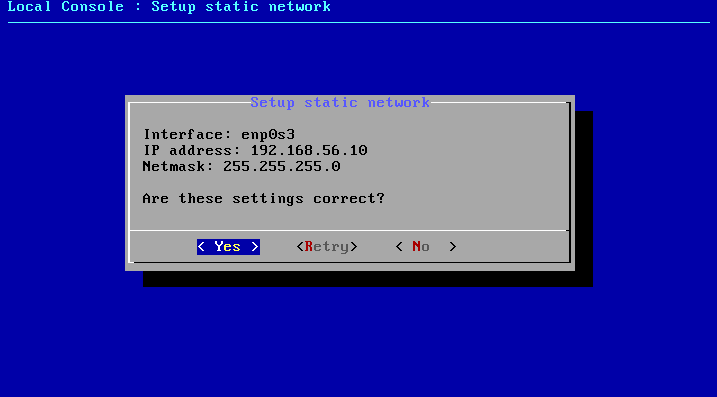 Local Console : Setup static network
Setup static network
Interface: enp0s3
IP address: 192.168.56.10
Netmask: 255.255.255.0
Are these settings correct?
< Yes > <Retry> < No >